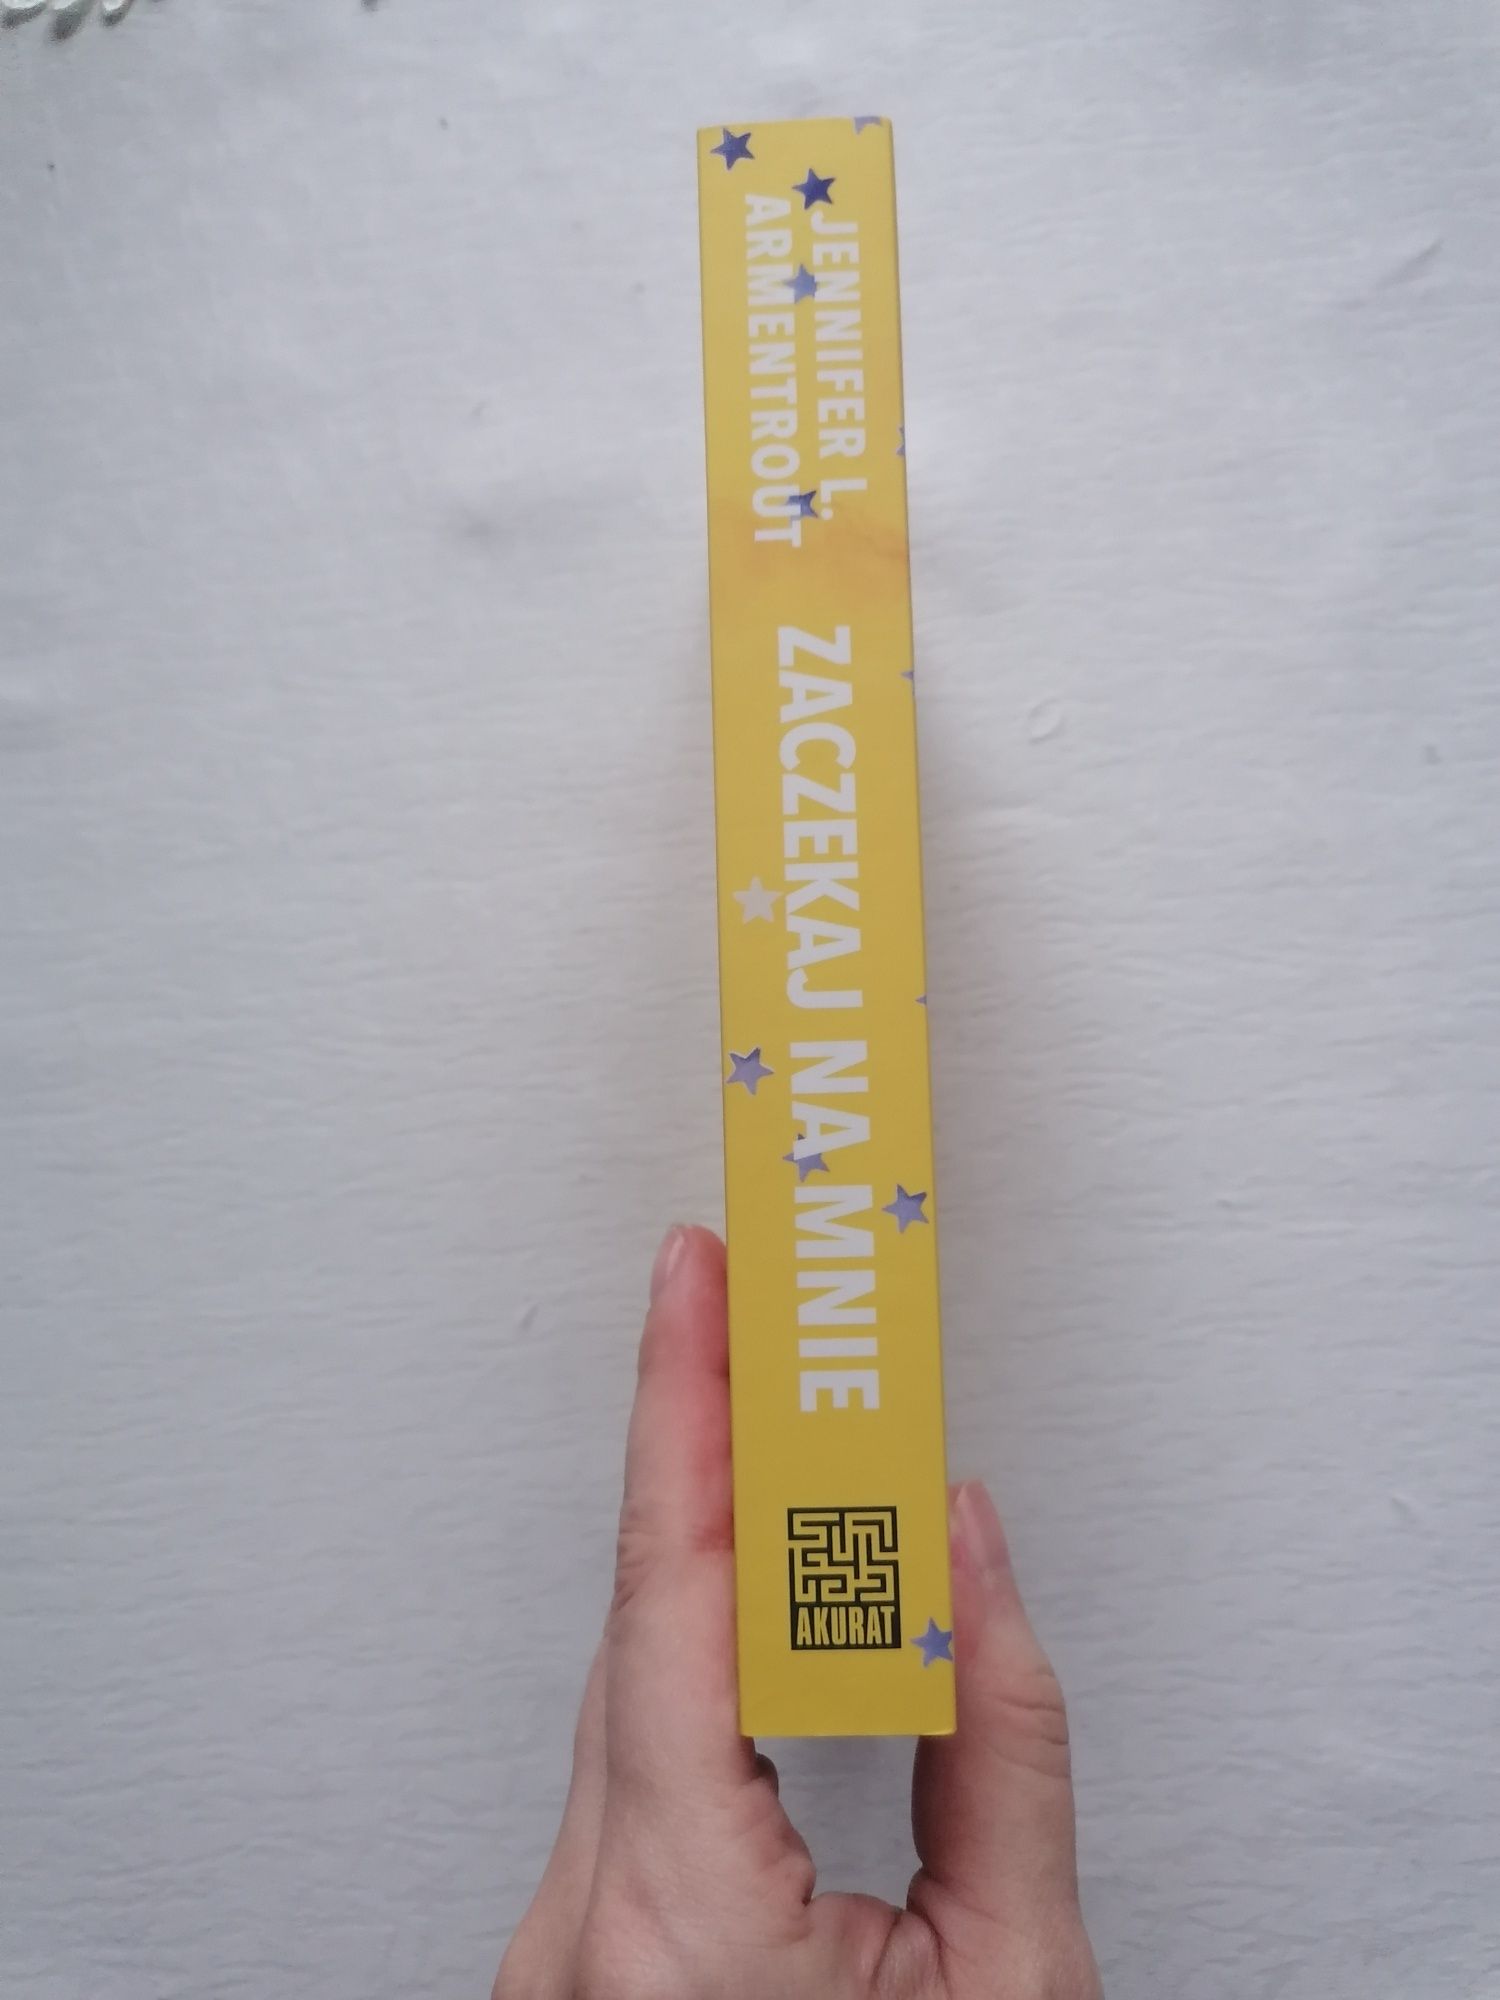 JENNIFER L.
ARMENTROUT
ZACZEKAJ NA MNIE
AKURAT